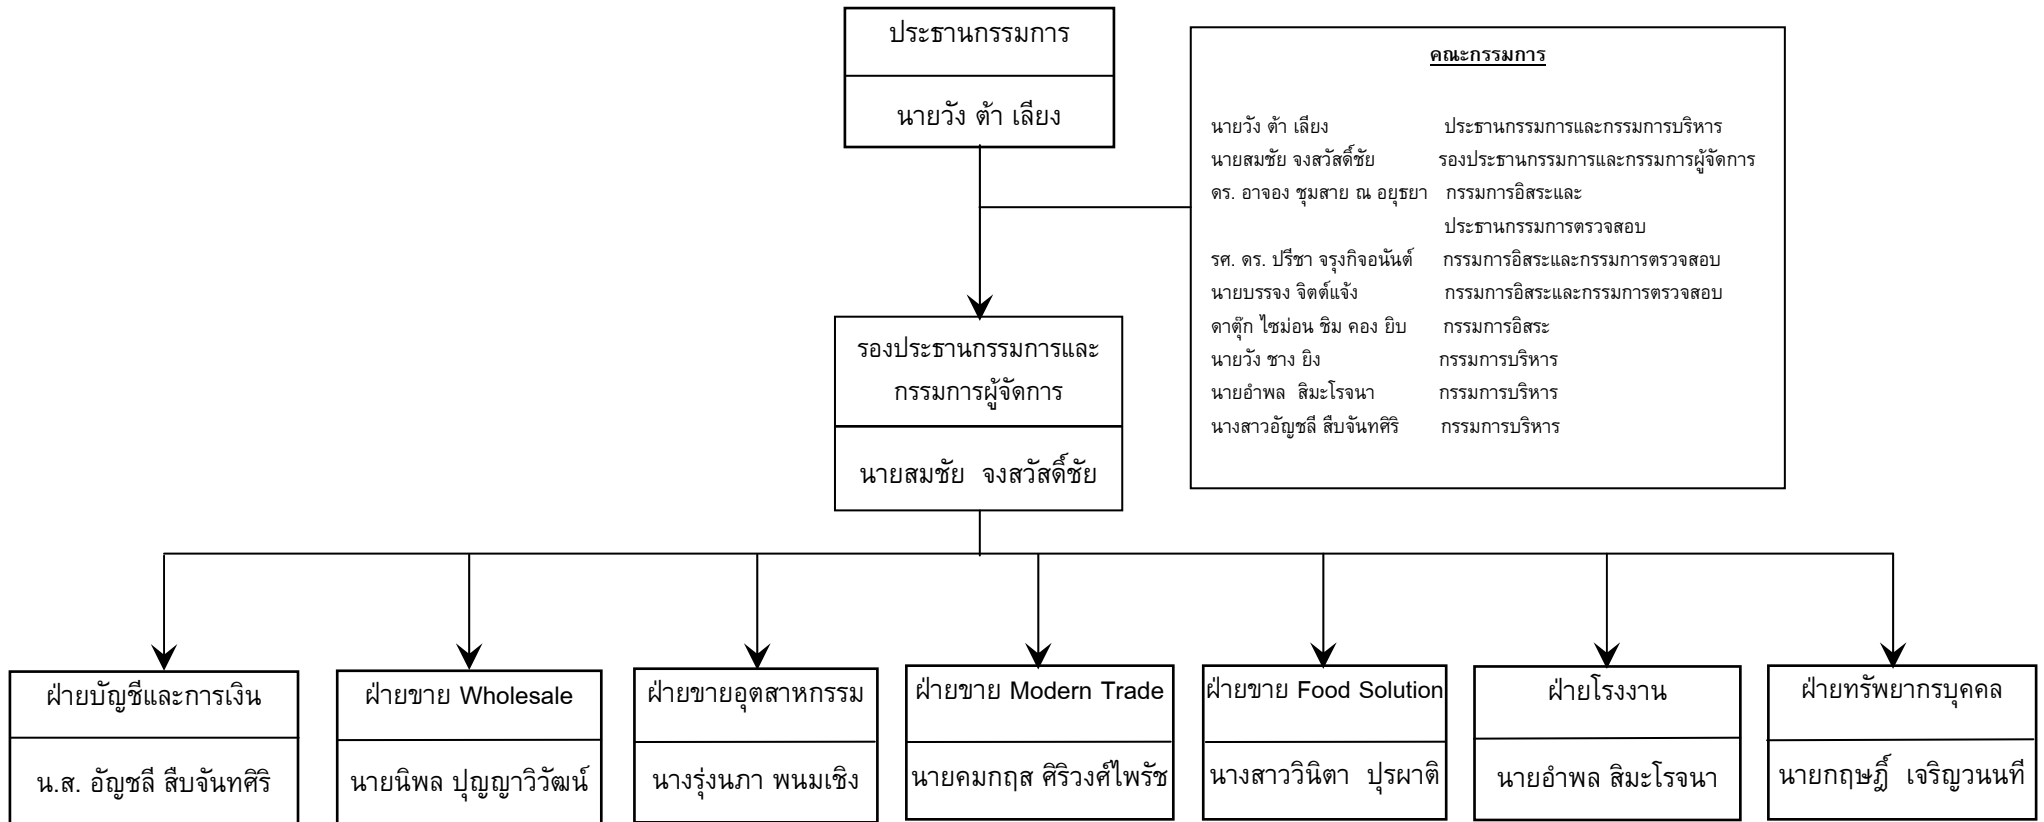 ประธานกรรมการ
นายวัง ต้า เลียง
คณะกรรมการ
นายวัง ต้า เลียง ประธานกรรมการและกรรมการบริหาร
นายสมชัย จงสวัสดิ์ชัย รองประธานกรรมการและกรรมการผู้จัดการ
ดร. อาจอง ชุมสาย ณ อยุธยา กรรมการอิสระและ
ประธานกรรมการตรวจสอบ
รศ. ดร. ปรีชา จรุงกิจอนันต์ กรรมการอิสระและกรรมการตรวจสอบ
นายบรรจง จิตต์แจ้ง กรรมการอิสระและกรรมการตรวจสอบ
ดาตุ๊ก ไซม่อน ซิม คอง ยิบ กรรมการอิสระ
นายวัง ชาง ยิง กรรมการบริหาร
นายอำพล สิมะโรจนา กรรมการบริหาร
นางสาวอัญชลี สืบจันทศิริ กรรมการบริหาร
รองประธานกรรมการและ
กรรมการผู้จัดการ
นายสมชัย จงสวัสดิ์ชัย
ฝ่ายบัญชีและการเงิน
น.ส. อัญชลี สืบจันทศิริ
ฝ่ายขาย Wholesale
นายนิพล ปุญญาวิวัฒน์
ฝ่ายขายอุตสาหกรรม
นางรุ่งนภา พนมเชิง
ฝ่ายขาย Modern Trade
นายคมกฤส ศิริวงศ์ไพรัช
ฝ่ายขาย Food Solution
นางสาววินิตา ปุรผาติ
ฝ่ายโรงงาน
นายอำพล สิมะโรจนา
ฝ่ายทรัพยากรบุคคล
นายกฤษฎิ์ เจริญวนนที